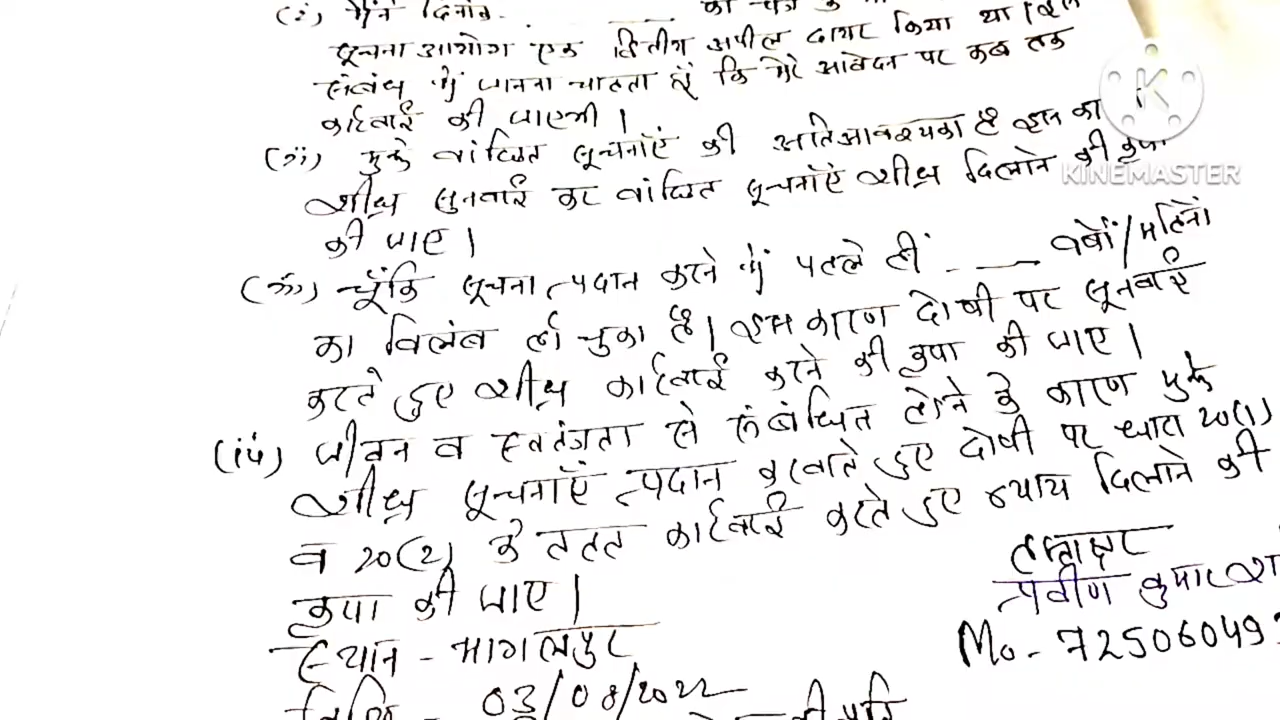 (i) मैंने दिनांक
सूचना आयोग एक द्वितीय अपील दायर किया था। इस
संबंध में जानना चाहता हूँ कि मेरे आवेदन पर कब तक
कार्रवाई की जाएगी।
(ii) मुझे वांछित सूचनाएँ की अतिआवश्यकता है इस का
शीघ्र सुनवाई कर वांछित सूचनाएँ शीघ्र दिलाने की कृपा
की जाए।
KINEMASTER
(iii) चूँकि सूचना प्रदान करने में पहले हीं ___ वर्षों/महिनों
का विलंब हो चुका है। इस कारण दोषी पर सूनवाई
करते हुए शीघ्र कार्रवाई करने की कृपा की जाए।
(iv) जीवन व स्वतंत्रता से संबंधित होने के कारण मुझे
शीघ्र सूचनाएँ प्रदान करवाते हुए दोषी पर धारा 20(1)
व 20(2) के तहत कार्रवाई करते हुए न्याय दिलाने की
कृपा की जाए।
हस्ताक्षर
प्रवीण कुमार
स्थान - भागलपुर
Mo - 72506049
तिथि - 03/08/2022